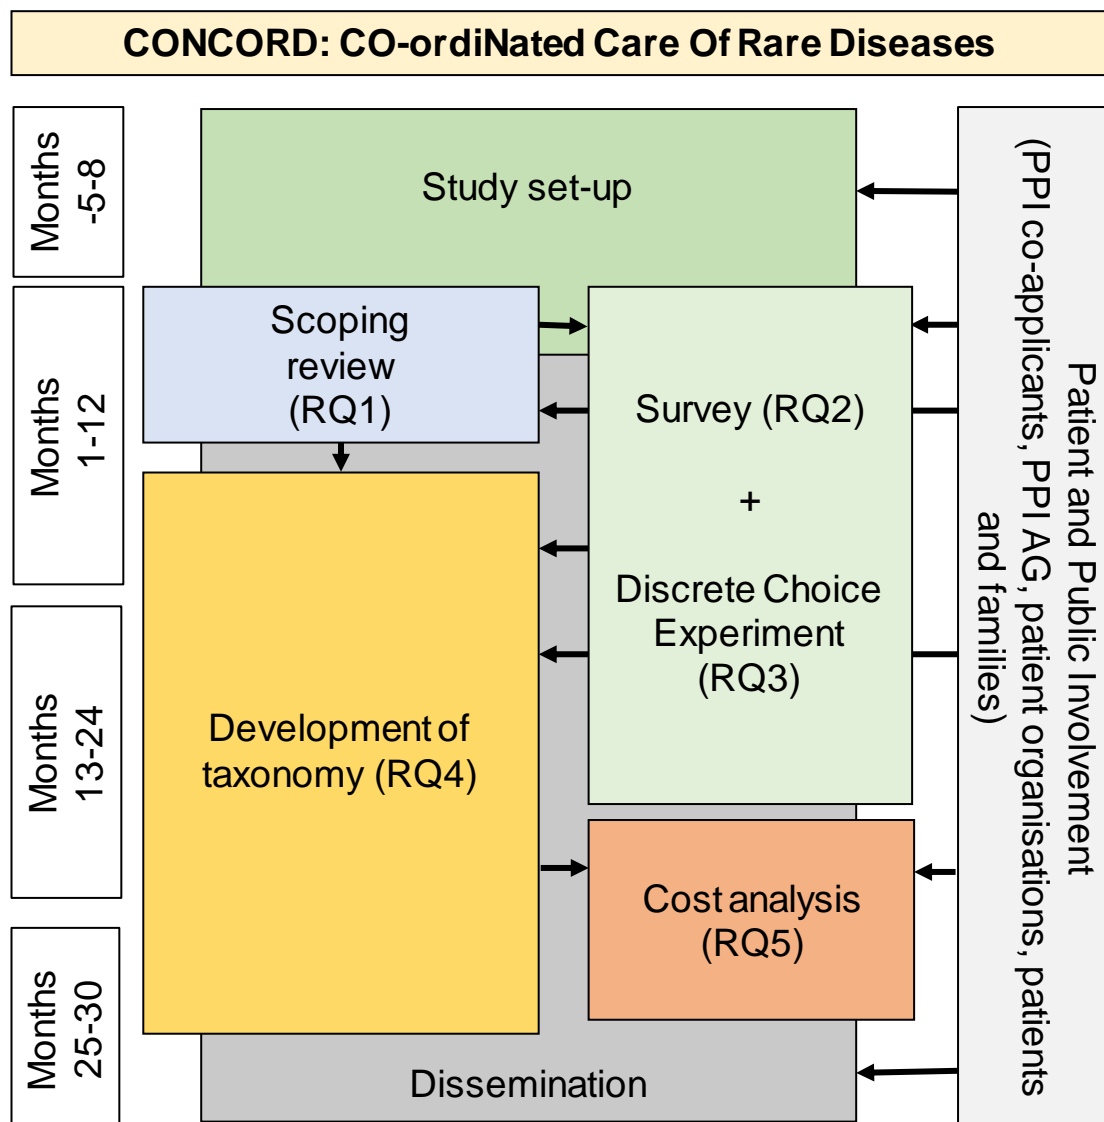 CONCORD: CO-ordiNated Care Of Rare Diseases
Months
-5-8
Study set-up
Months
1-12
Scoping
review
(RQ1)
Survey (RQ2)
+
Discrete Choice
Experiment
(RQ3)
Months
13-24
Development of
taxonomy (RQ4)
Cost analysis
(RQ5)
Months
25-30
Dissemination
Patient and Public Involvement
(PPI co-applicants, PPI AG, patient organisations, patients
and families)